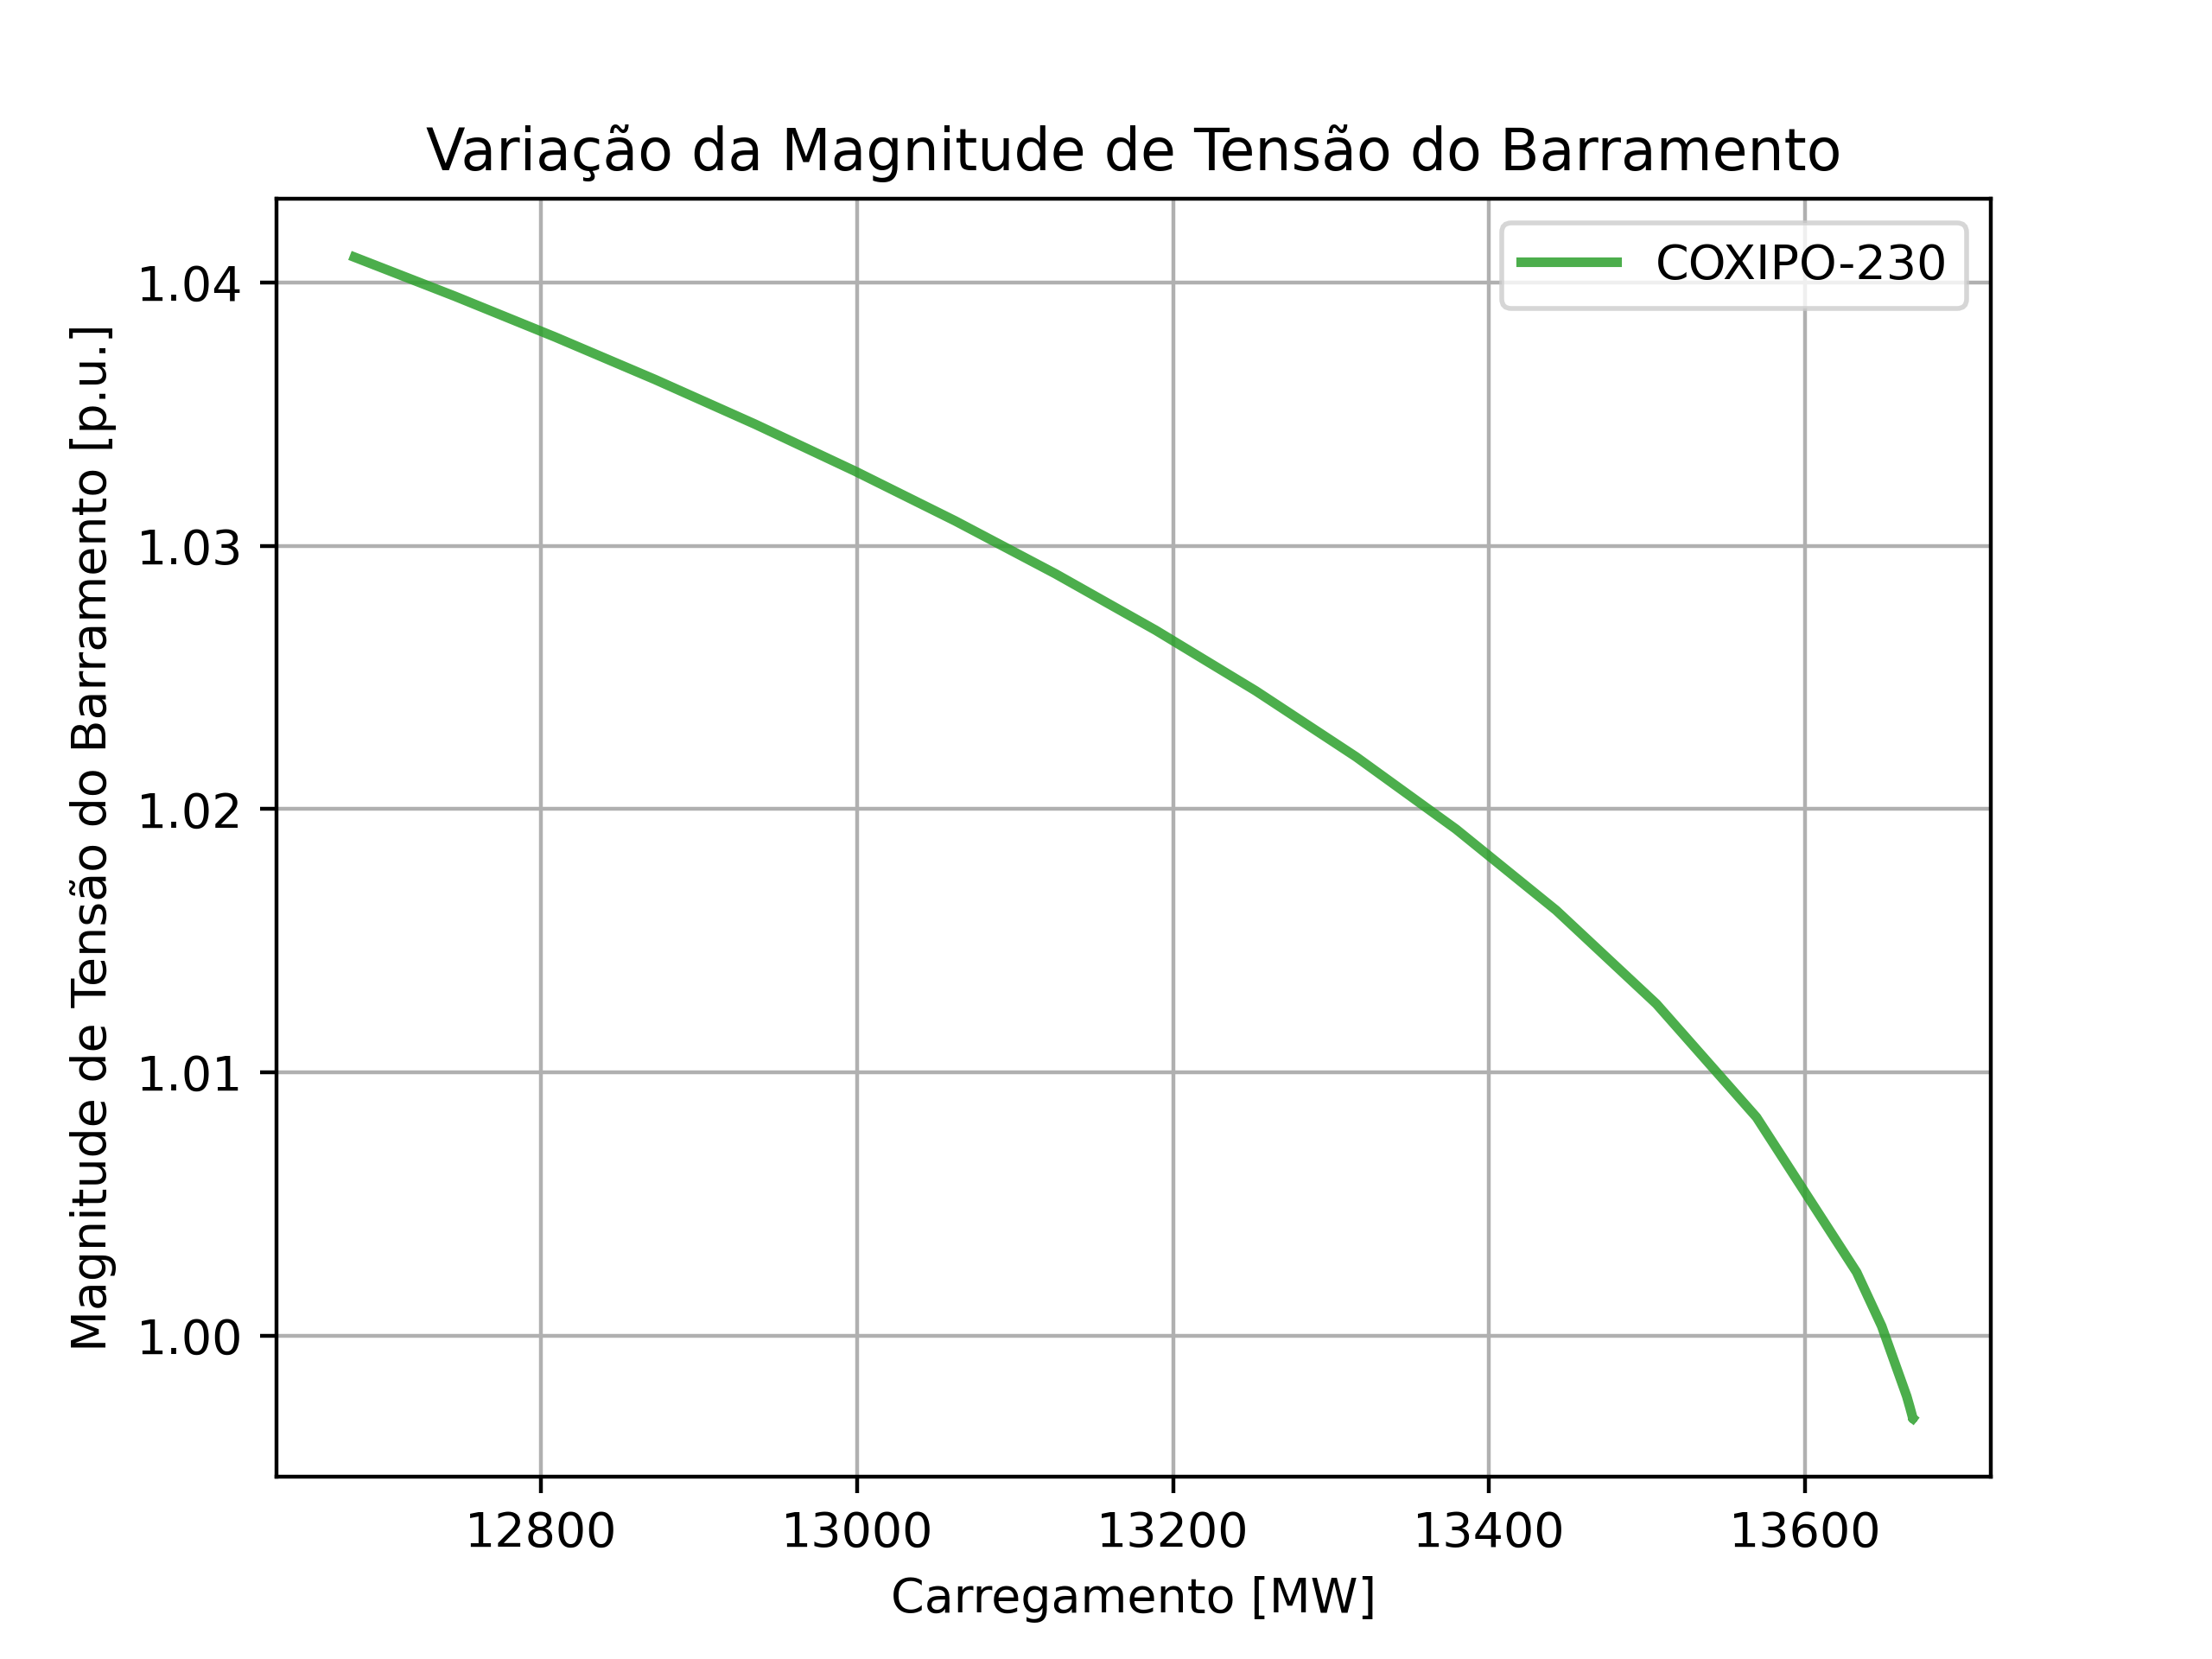 Variação da Magnitude de Tensão do Barramento
COXIPO-230
Magnitude de Tensão do Barramento [p.u.]
1.04
1.03
1.02
1.01
1.00
12800 13000 13200 13400 13600
Carregamento [MW]